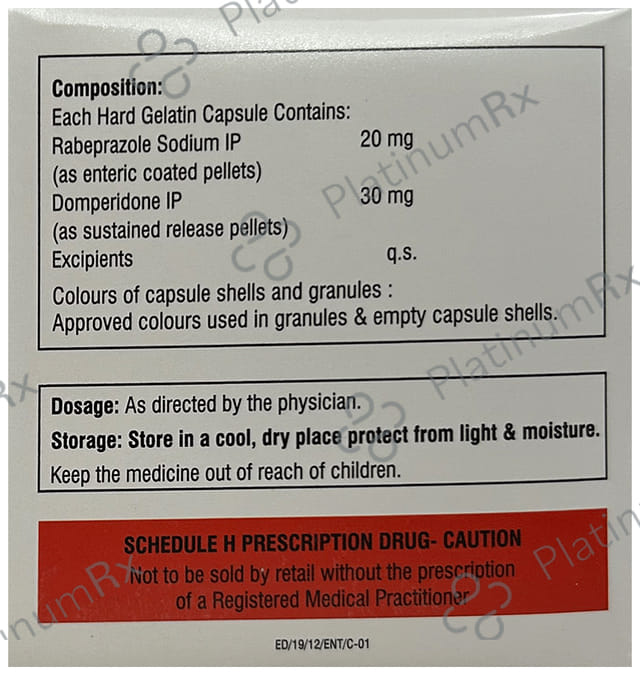 Composition:
Each Hard Gelatin Capsule Contains:
Rabeprazole Sodium IP 20 mg
(as enteric coated pellets)
Domperidone IP 30 mg
(as sustained release pellets)
Excipients q.s.
Colours of capsule shells and granules :
Approved colours used in granules & empty capsule shells.
Dosage: As directed by the physician.
Storage: Store in a cool, dry place protect from light & moisture.
Keep the medicine out of reach of children.
SCHEDULE H PRESCRIPTION DRUG- CAUTION
Not to be sold by retail without the prescription
of a Registered Medical Practitioner
ED/19/12/ENT/C-01
PlatinumRx
PlatinumRx
PlatinumRx